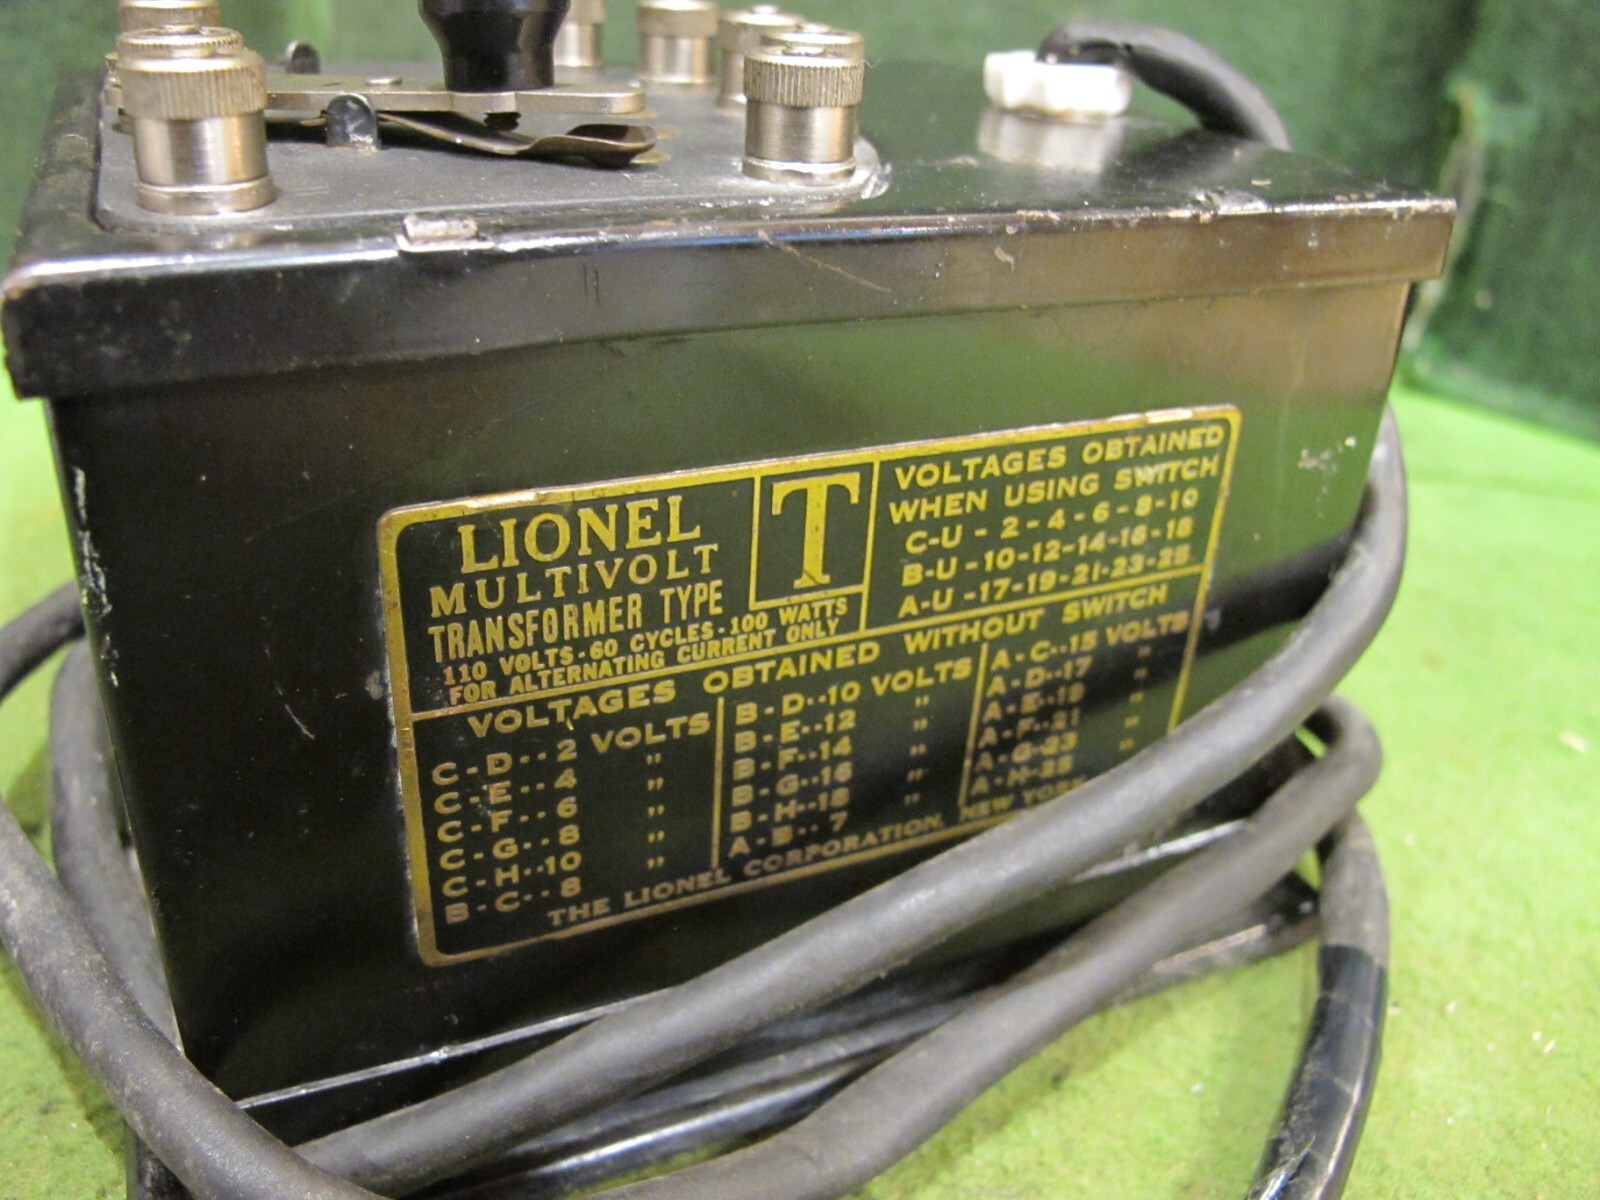 LIONEL
MULTIVOLT
TRANSFORMER TYPE
T
110 VOLTS-60 CYCLES-100 WATTS
FOR ALTERNATING CURRENT ONLY
VOLTAGES OBTAINED
WHEN USING SWITCH
C-U - 2 - 4 - 6 - 8 - 10
B-U -10-12-14-16-18
A-U -17-19-21-23-25
VOLTAGES OBTAINED WITHOUT SWITCH
C - D -- 2 VOLTS
C - E -- 4 "
C - F -- 6 "
C - G -- 8 "
C - H --10 "
B - C -- 8 "
B - D --10 VOLTS
B - E --12 "
B - F --14 "
B - G --16 "
B - H --18 "
A - B -- 7
A - C --15 VOLTS
A - D --17 "
A - E --19 "
A - F --21 "
A - G -23 "
A - H -25
THE LIONEL CORPORATION, NEW YORK